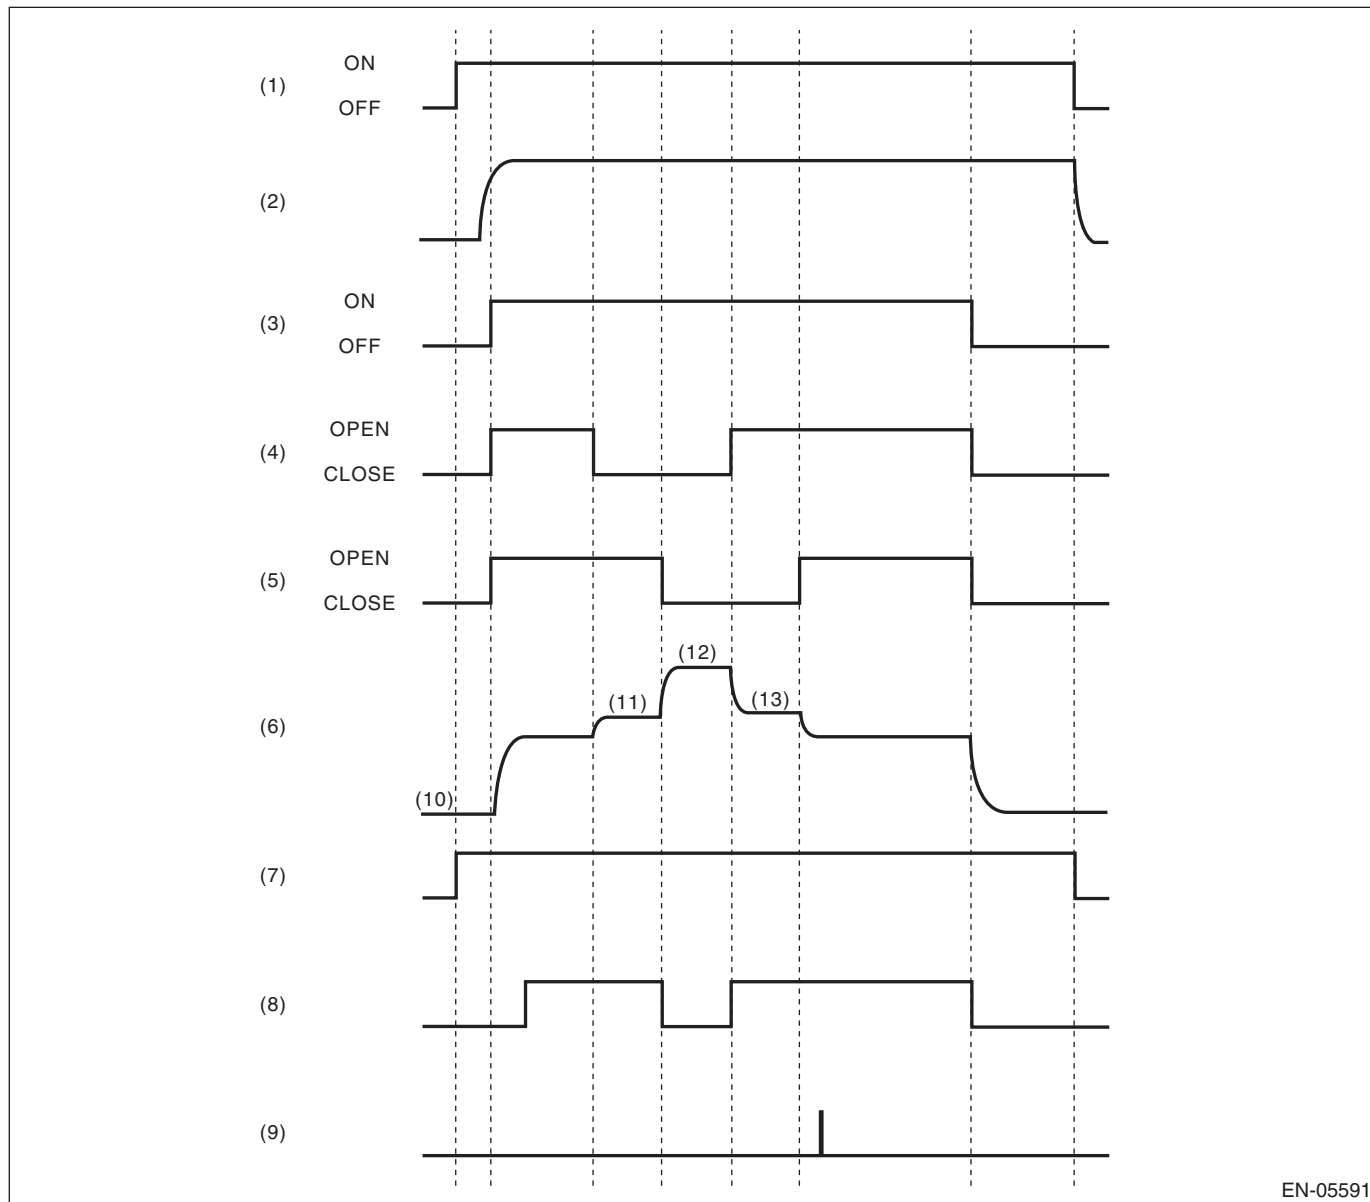 ON
(1)
OFF
(2)
ON
(3)
OFF
OPEN
(4)
CLOSE
OPEN
(5)
CLOSE
(12)
(11)
(13)
(6)
(10)
(7)
(8)
(9)
EN-05591